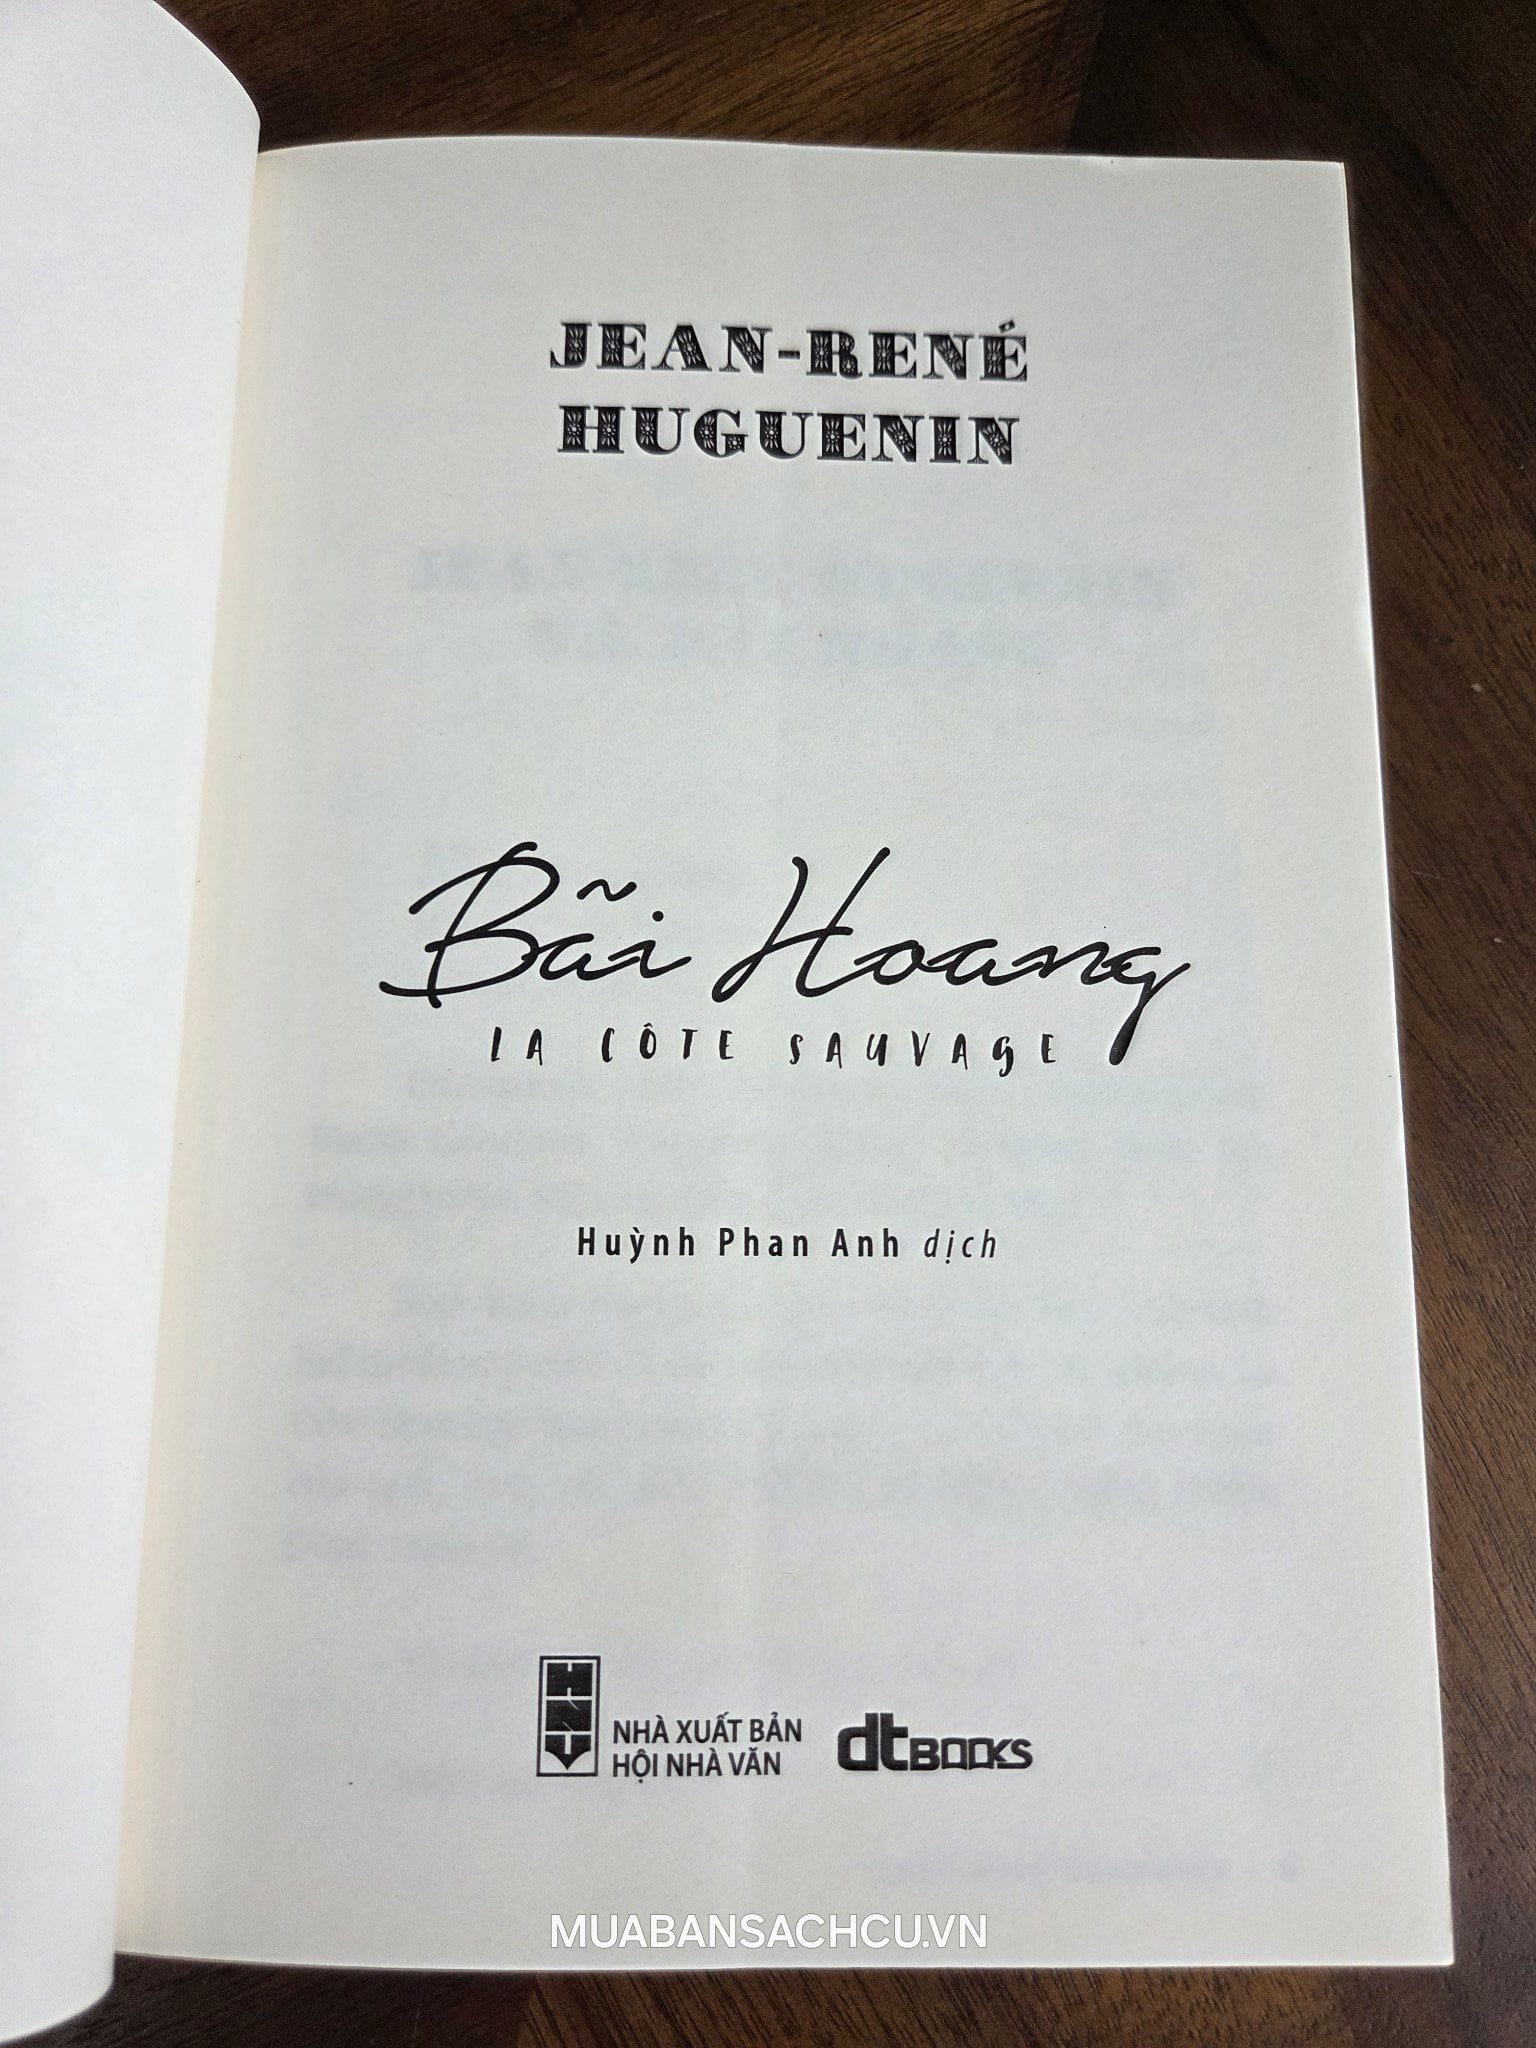 JEAN-RENÉ
HUGUENIN
Bãi Hoang
LA CÔTE SAUVAGE
Huỳnh Phan Anh dịch
NHÀ XUẤT BẢN
HỘI NHÀ VĂN
dtBOOKS
MUABANSACHCU.VN